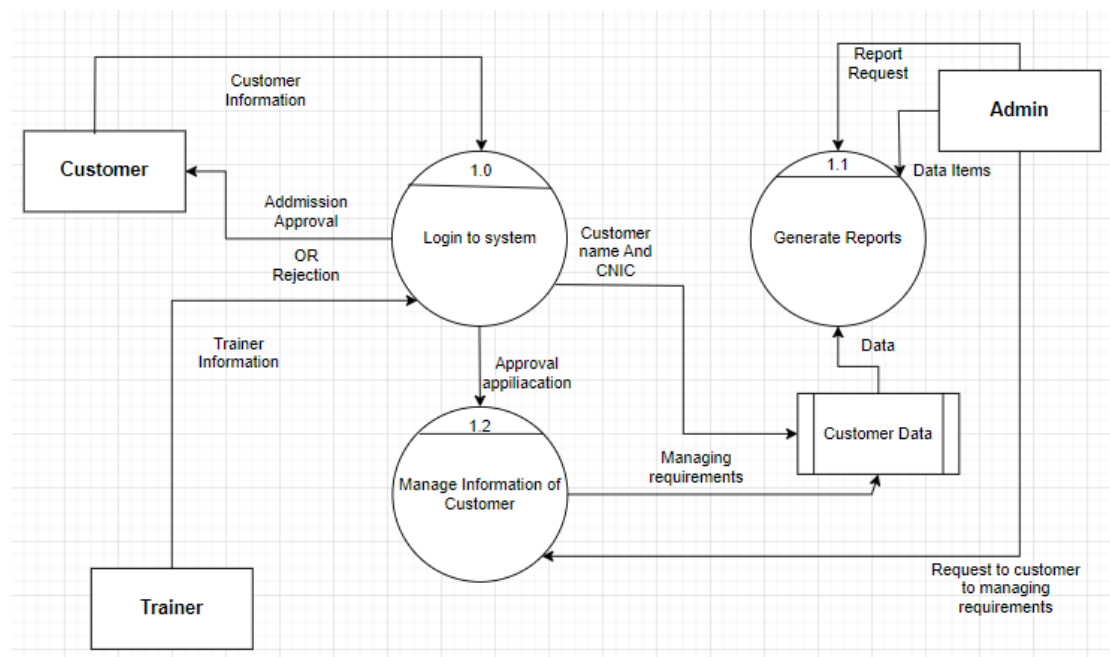 Report
Request
Customer
Information
Admin
Customer
1.0
1.1
Data Items
Addmission
Approval
Login to system
Customer
name And
CNIC
Generate Reports
OR
Rejection
Trainer
Information
Data
Approval
appiliacation
1.2
Customer Data
Managing
requirements
Manage Information of
Customer
Request to customer
to managing
requirements
Trainer